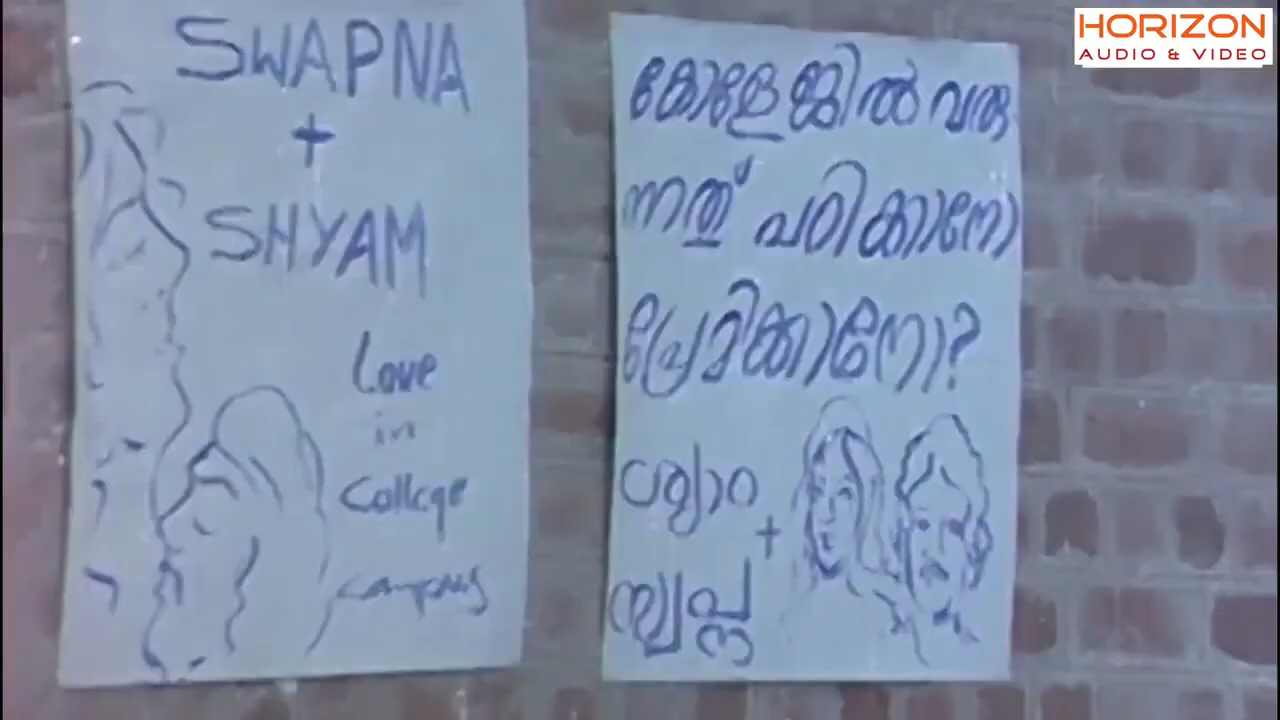 SWAPNA
+
SHYAM
Love
in
College
campus
കോളേജിൽ വരു
ന്നത് പഠിക്കാനോ
പ്രേമിക്കാനോ?
ശ്യാമ
+
സ്വപ്ന
HORIZON
AUDIO & VIDEO